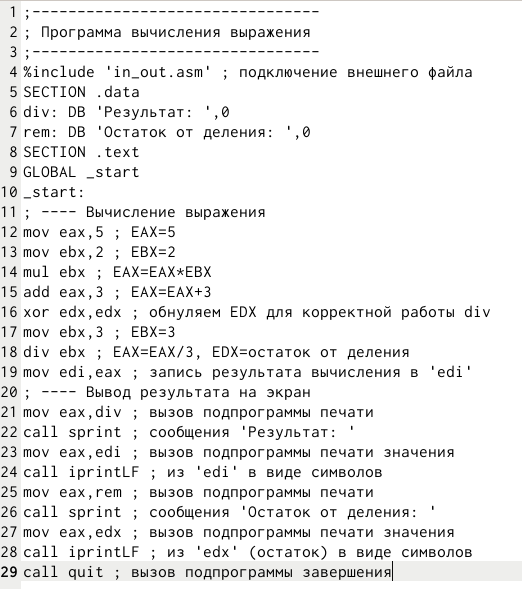 1 ;--------------------------------
2 ; Программа вычисления выражения
3 ;--------------------------------
4 %include 'in_out.asm' ; подключение внешнего файла
5 SECTION .data
6 div: DB 'Результат: ',0
7 rem: DB 'Остаток от деления: ',0
8 SECTION .text
9 GLOBAL _start
10 _start:
11 ; ---- Вычисление выражения
12 mov eax,5 ; EAX=5
13 mov ebx,2 ; EBX=2
14 mul ebx ; EAX=EAX*EBX
15 add eax,3 ; EAX=EAX+3
16 xor edx,edx ; обнуляем EDX для корректной работы div
17 mov ebx,3 ; EBX=3
18 div ebx ; EAX=EAX/3, EDX=остаток от деления
19 mov edi,eax ; запись результата вычисления в 'edi'
20 ; ---- Вывод результата на экран
21 mov eax,div ; вызов подпрограммы печати
22 call sprint ; сообщения 'Результат: '
23 mov eax,edi ; вызов подпрограммы печати значения
24 call iprintLF ; из 'edi' в виде символов
25 mov eax,rem ; вызов подпрограммы печати
26 call sprint ; сообщения 'Остаток от деления: '
27 mov eax,edx ; вызов подпрограммы печати значения
28 call iprintLF ; из 'edx' (остаток) в виде символов
29 call quit ; вызов подпрограммы завершения